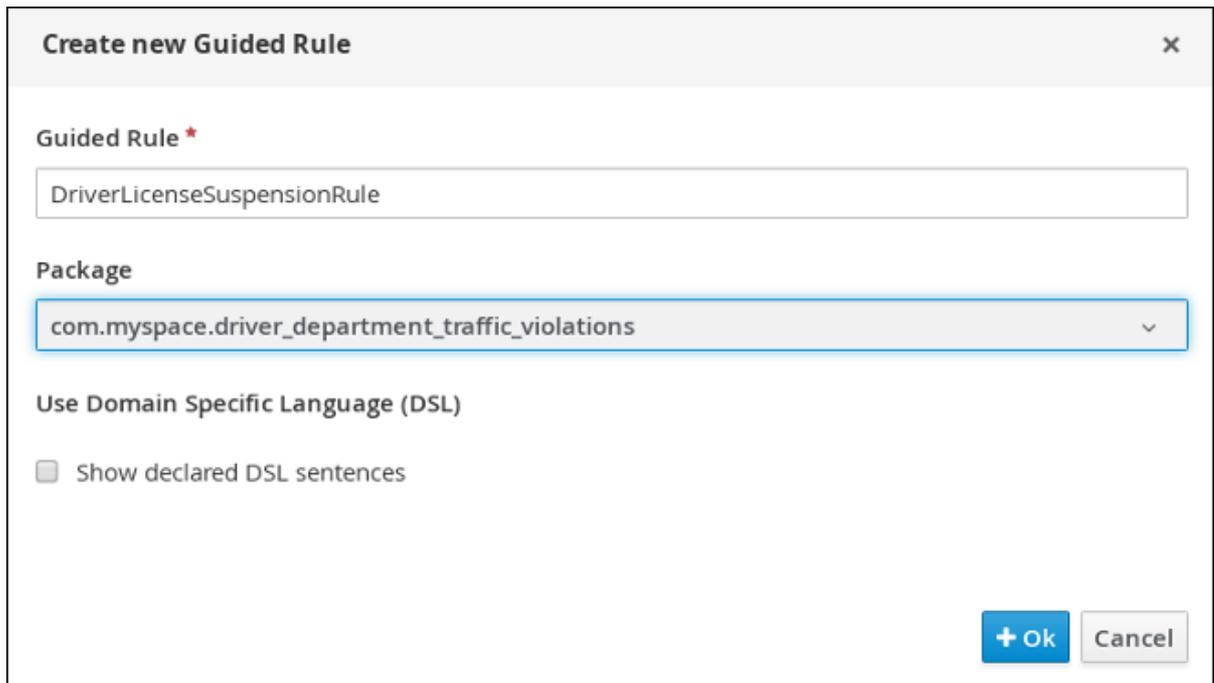 Create new Guided Rule ×
Guided Rule *
DriverLicenseSuspensionRule
Package
com.myspace.driver_department_traffic_violations
Use Domain Specific Language (DSL)
Show declared DSL sentences
+ Ok Cancel